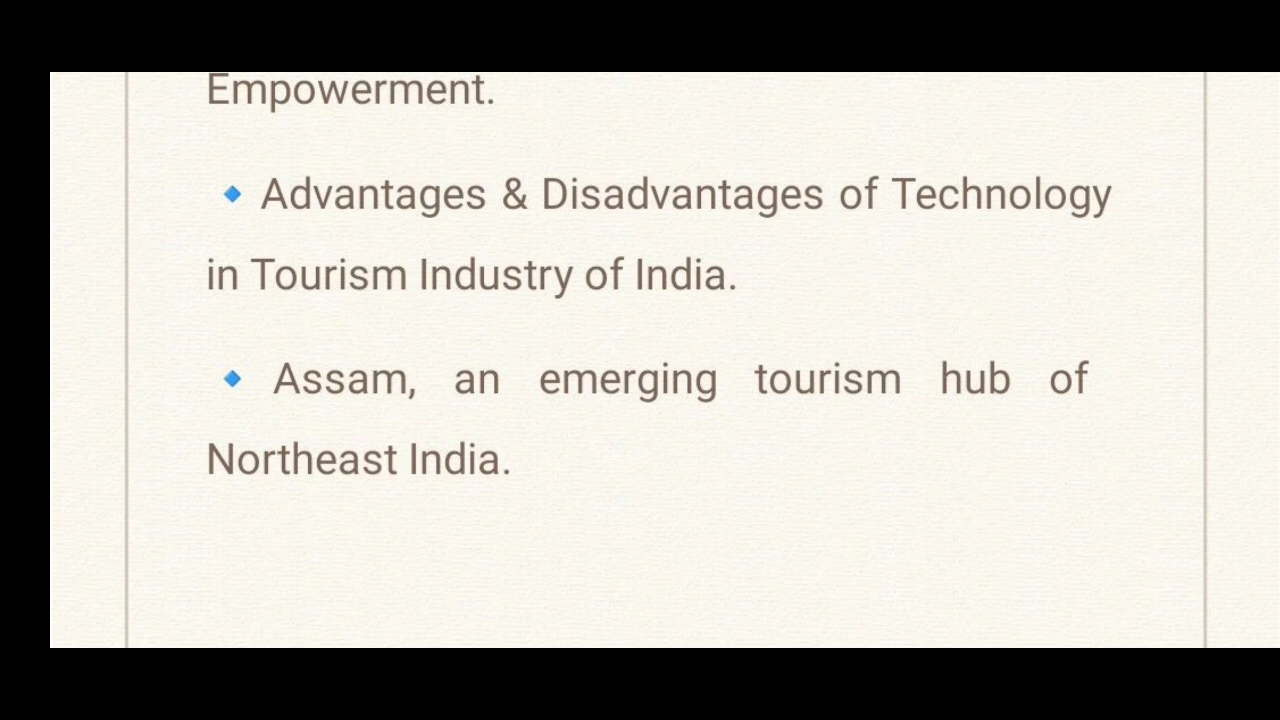 Empowerment.
🔹 Advantages & Disadvantages of Technology
in Tourism Industry of India.
🔹 Assam, an emerging tourism hub of
Northeast India.